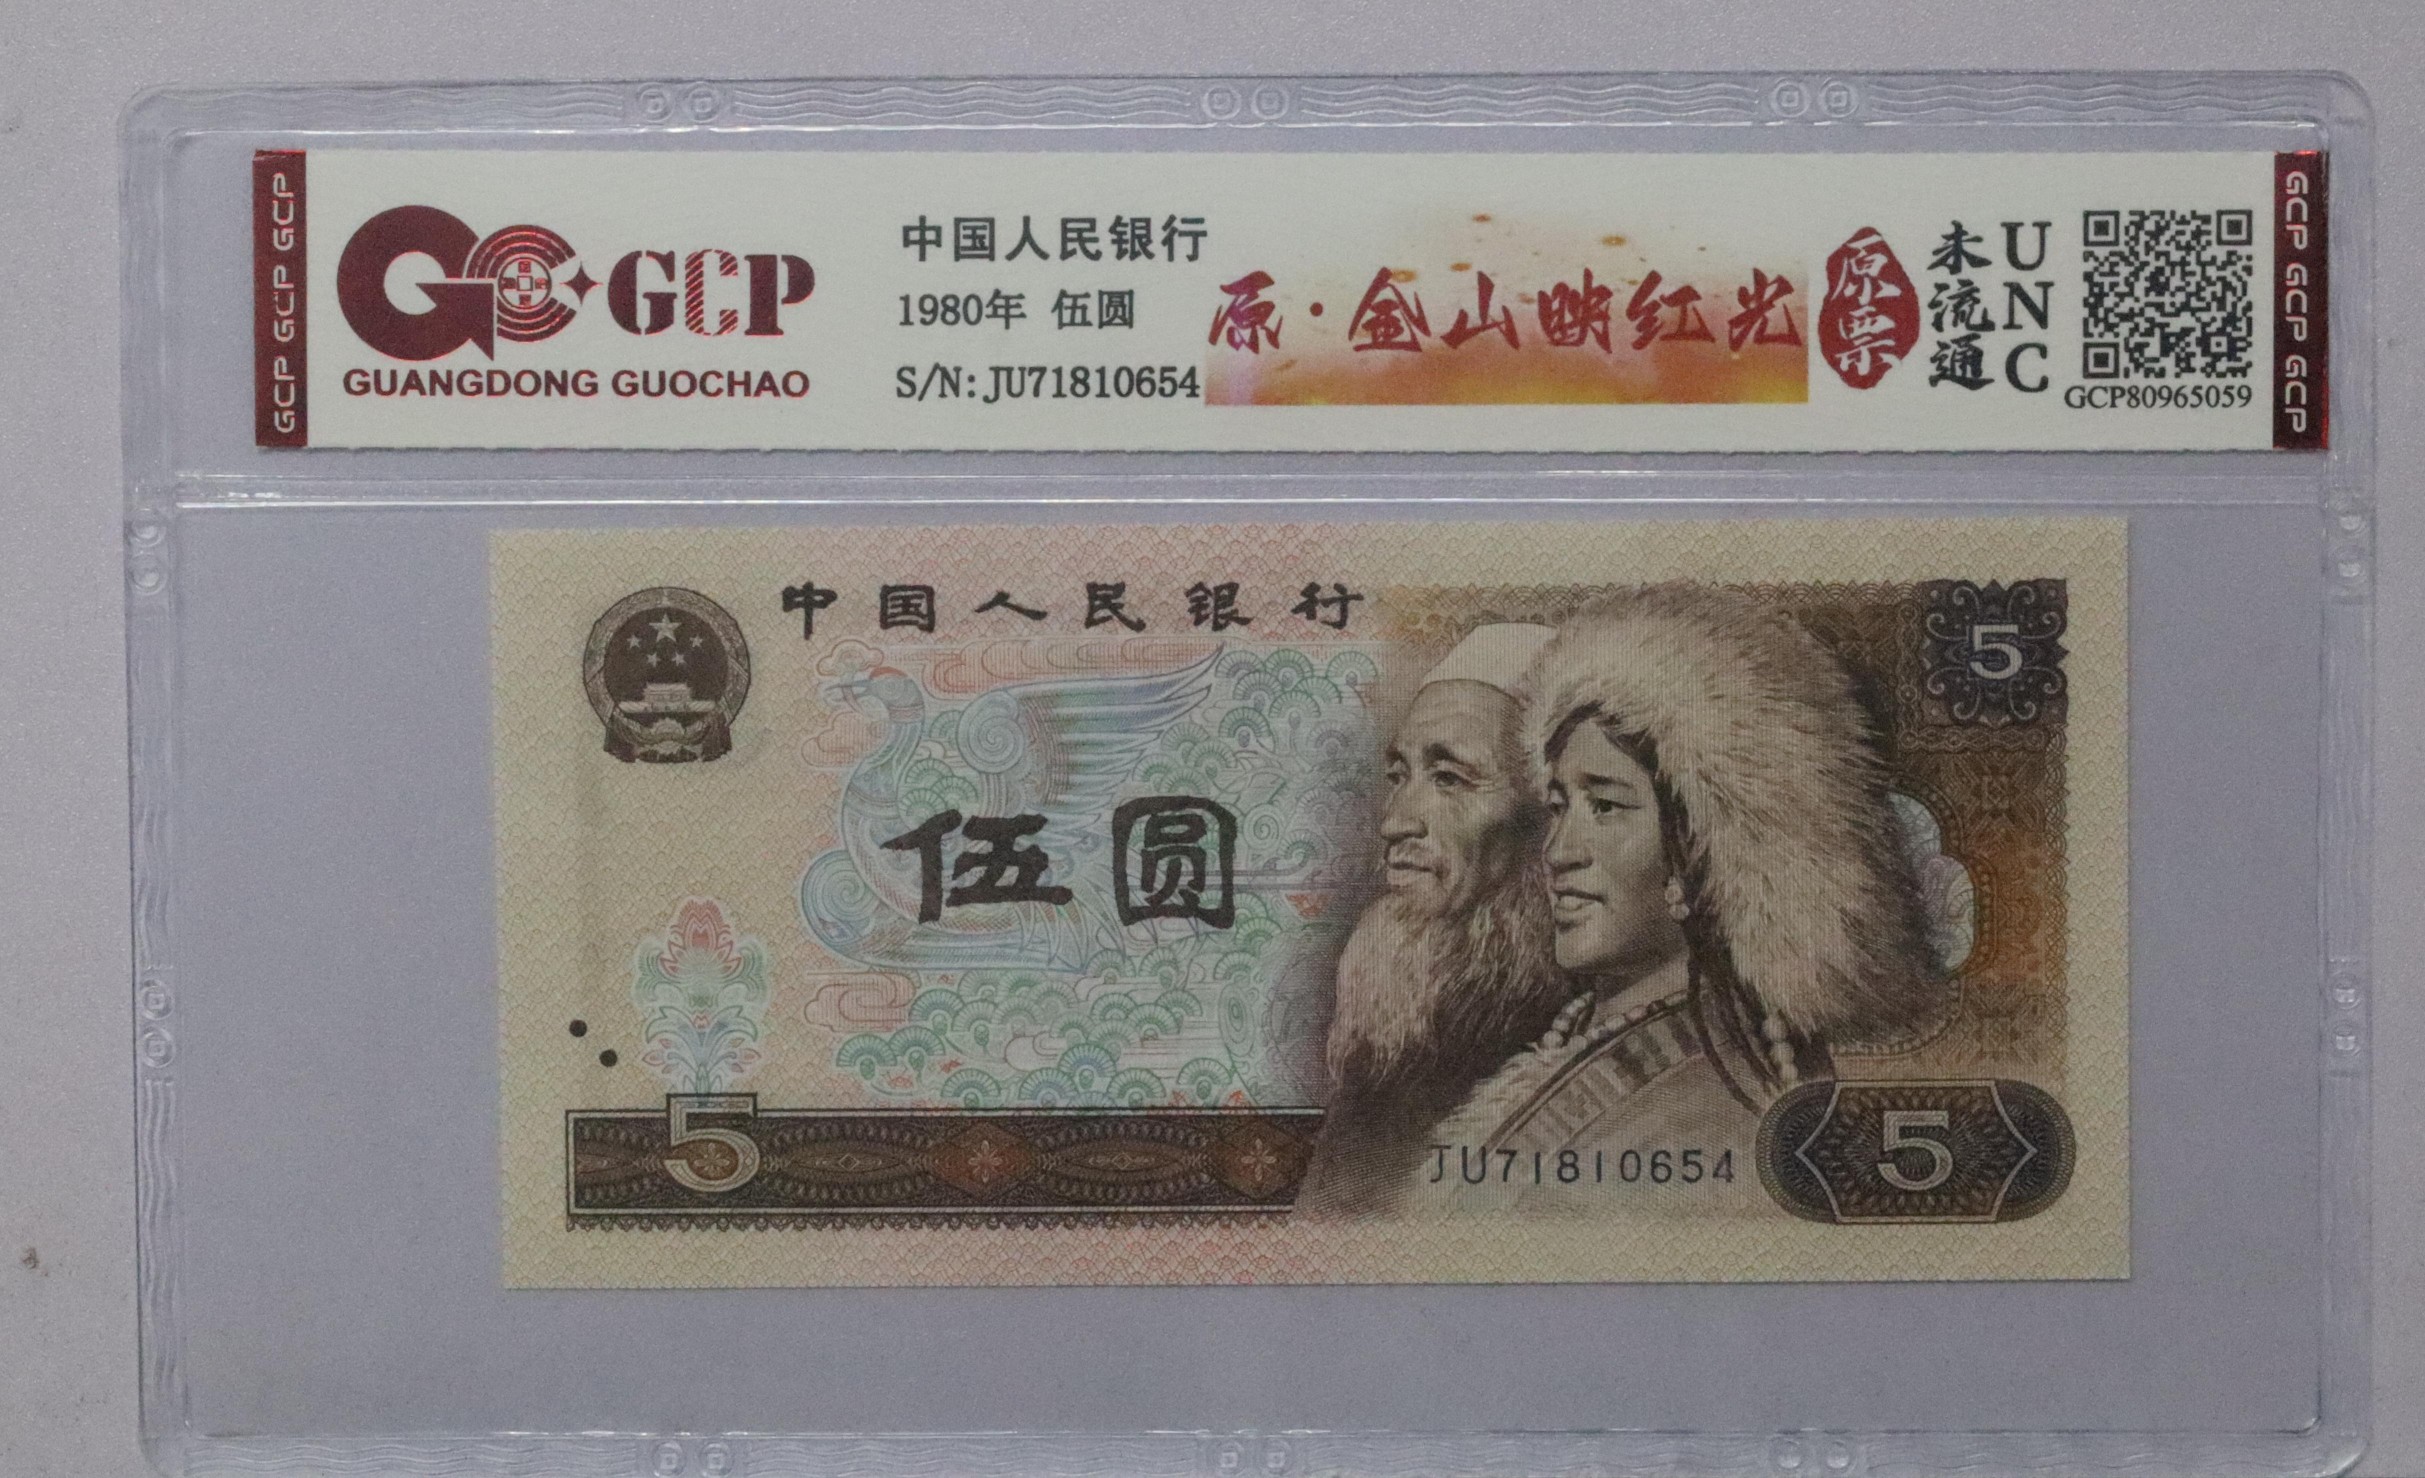 GCP GCP GCP
GCP
GUANGDONG GUOCHAO
中国人民银行
1980年 伍圆
S/N: JU71810654
原·金山映红光
原票
未流通
UNC
GCP80965059
GCP GCP GCP
中国人民银行
5
伍圆
5
JU71810654
5